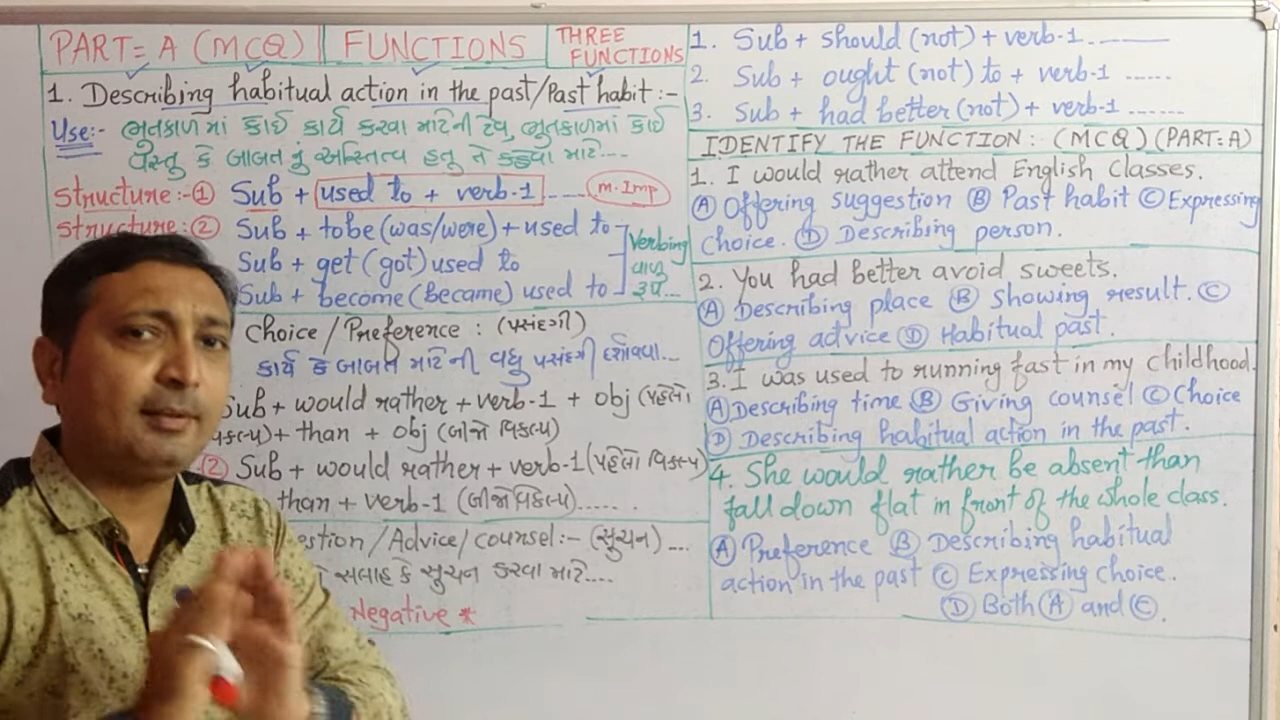 PART= A (MCQ) || FUNCTIONS
THREE
FUNCTIONS
1. Describing habitual action in the past/Past habit:-
Use:- ભુતકાળમાં કોઈ કાર્ય કરવા માટેની ટેવ, ભુતકાળમાં કોઈ
વસ્તુ કે બાબત નું અસ્તિત્વ હતુ તે કહેવા માટે....
Structure:-① Sub + used to + verb-1 ...... m.Imp
Structure:② Sub + tobe (was/were) + used to
Sub + get (got) used to
Sub + become (Became) used to
Verbing
વાળુ
રૂપ...
Choice / Preference : (પસંદગી)
કાર્ય કે બાબત માટેની વધુ પસંદગી દર્શાવવા...
Sub + would rather + verb-1 + obj (પહેલો
વિકલ્પ) + than + obj (બીજો વિકલ્પ)
② Sub + would rather + verb-1 (પહેલો વિકલ્પ)
than + verb-1 (બીજો વિકલ્પ)......
estion / Advice / counsel:- (સૂચન) ....
સલાહ કે સુચન કરવા માટે....
Negative *
1. Sub + should (not) + verb-1 ..........
2. Sub + ought (not) to + verb-1 ......
3. Sub + had better (not) + verb-1 .......
IDENTIFY THE FUNCTION : (MCQ) (PART:A)
1. I would rather attend English Classes.
Ⓐ Offering suggestion Ⓑ Past habit Ⓒ Expressing
choice. Ⓓ Describing person.
2. You had better avoid sweets.
Ⓐ Describing place Ⓑ Showing result. Ⓒ
Offering advice Ⓓ Habitual past.
3. I was used to running fast in my childhood.
Ⓐ Describing time Ⓑ Giving counsel Ⓒ Choice
Ⓓ Describing habitual action in the past.
4. She would rather be absent than
fall down flat in front of the whole class.
Ⓐ Preference Ⓑ Describing habitual
action in the past Ⓒ Expressing choice.
Ⓓ Both Ⓐ and Ⓒ.